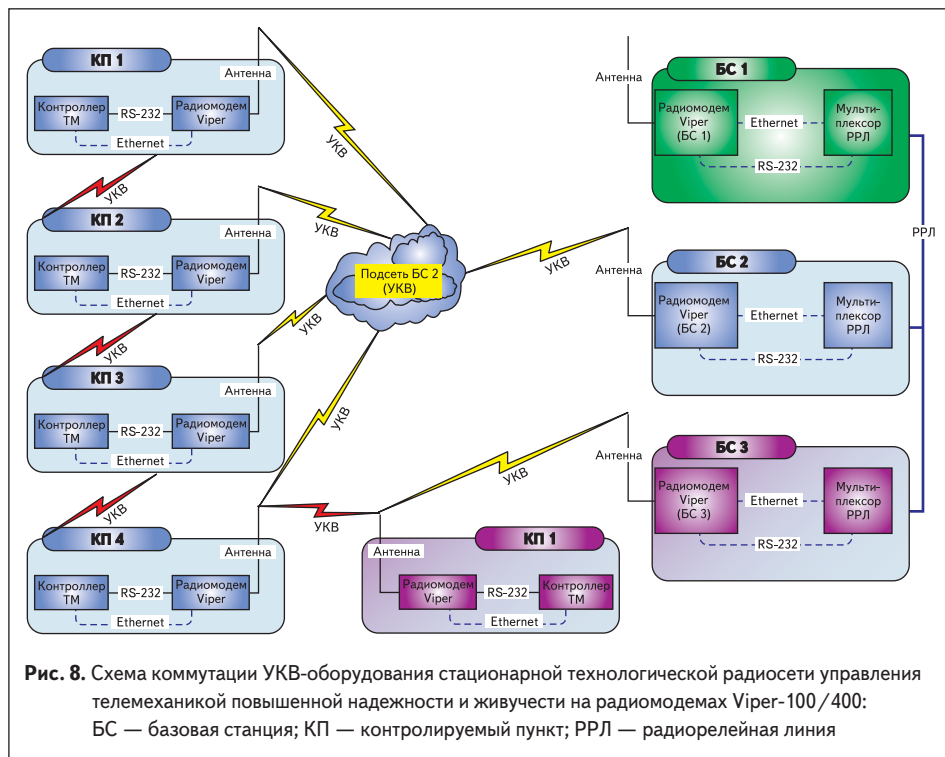 КП 1
Антенна
Контроллер
ТМ
RS-232
Радиомодем
Viper
Ethernet
УКВ
КП 2
Антенна
Контроллер
ТМ
RS-232
Радиомодем
Viper
Ethernet
УКВ
КП 3
Антенна
Контроллер
ТМ
RS-232
Радиомодем
Viper
Ethernet
УКВ
КП 4
Антенна
Контроллер
ТМ
RS-232
Радиомодем
Viper
Ethernet
УКВ
УКВ
УКВ
УКВ
Подсеть БС 2
(УКВ)
УКВ
УКВ
УКВ
КП 1
Антенна
Радиомодем
Viper
RS-232
Контроллер
ТМ
Ethernet
БС 1
Антенна
Радиомодем
Viper
(БС 1)
Ethernet
RS-232
Мульти-
плексор
РРЛ
РРЛ
БС 2
Антенна
Радиомодем
Viper
(БС 2)
Ethernet
RS-232
Мульти-
плексор
РРЛ
БС 3
Антенна
Радиомодем
Viper
(БС 3)
Ethernet
RS-232
Мульти-
плексор
РРЛ
Рис. 8. Схема коммутации УКВ-оборудования стационарной технологической радиосети управления
телемеханикой повышенной надежности и живучести на радиомодемах Viper-100/400:
БС — базовая станция; КП — контролируемый пункт; РРЛ — радиорелейная линия